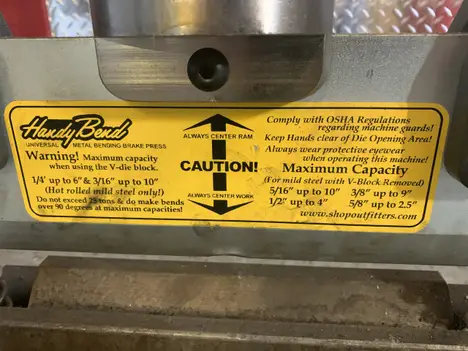 Handy Bend
UNIVERSAL METAL BENDING BRAKE PRESS
Warning! Maximum capacity
when using the V-die block.
1/4' up to 6" & 3/16" up to 10"
(Hot rolled mild steel only!)
Do not exceed 25 tons & do make bends
over 90 degrees at maximum capacities!
ALWAYS CENTER RAM
CAUTION!
ALWAYS CENTER WORK
Comply with OSHA Regulations
regarding machine guards!
Keep Hands clear of Die Opening Area!
Always wear protective eyewear
when operating this machine!
Maximum Capacity
(For mild steel with V-Block Removed)
5/16" up to 10" 3/8" up to 9"
1/2" up to 4" 5/8" up to 2.5"
www.shopoutfitters.com